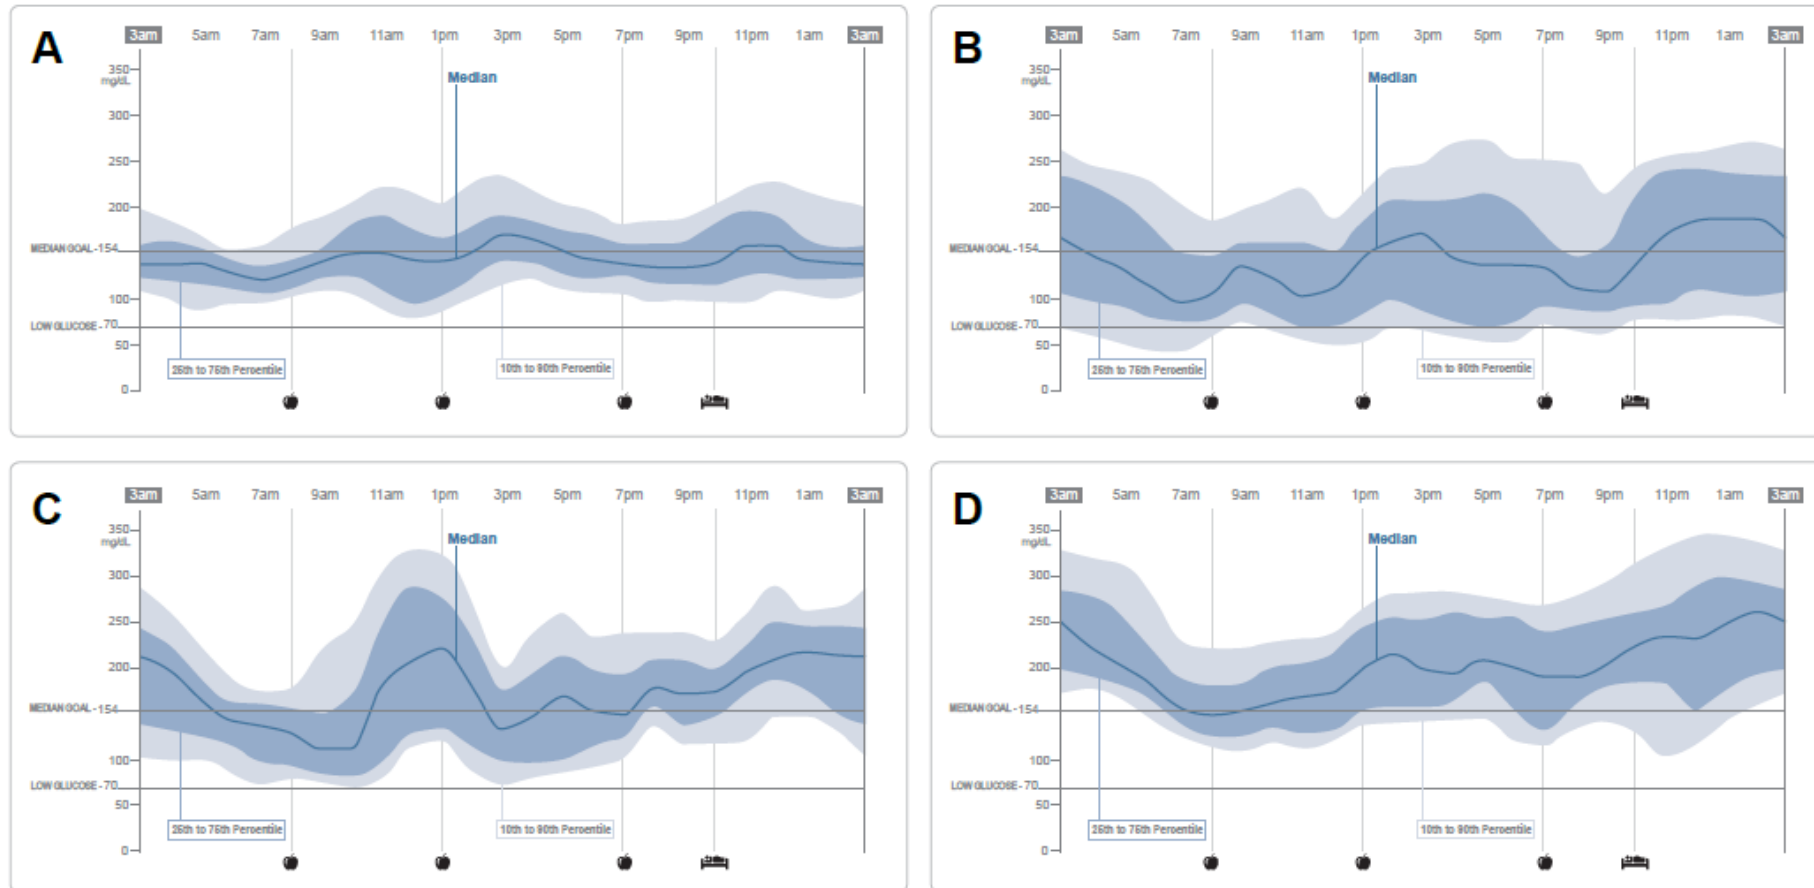 A
3am 5am 7am 9am 11am 1pm 3pm 5pm 7pm 9pm 11pm 1am 3am
350
mg/dL
Median
300
250
200
MEDIAN GOAL - 154
100
LOW GLUCOSE - 70
50
25th to 75th Percentile
10th to 90th Percentile
0
B
3am 5am 7am 9am 11am 1pm 3pm 5pm 7pm 9pm 11pm 1am 3am
350
mg/dL
Median
300
250
200
MEDIAN GOAL - 154
100
LOW GLUCOSE - 70
50
25th to 75th Percentile
10th to 90th Percentile
0
C
3am 5am 7am 9am 11am 1pm 3pm 5pm 7pm 9pm 11pm 1am 3am
350
mg/dL
Median
300
250
200
MEDIAN GOAL - 154
100
LOW GLUCOSE - 70
50
25th to 75th Percentile
10th to 90th Percentile
0
D
3am 5am 7am 9am 11am 1pm 3pm 5pm 7pm 9pm 11pm 1am 3am
350
mg/dL
Median
300
250
200
MEDIAN GOAL - 154
100
LOW GLUCOSE - 70
50
25th to 75th Percentile
10th to 90th Percentile
0